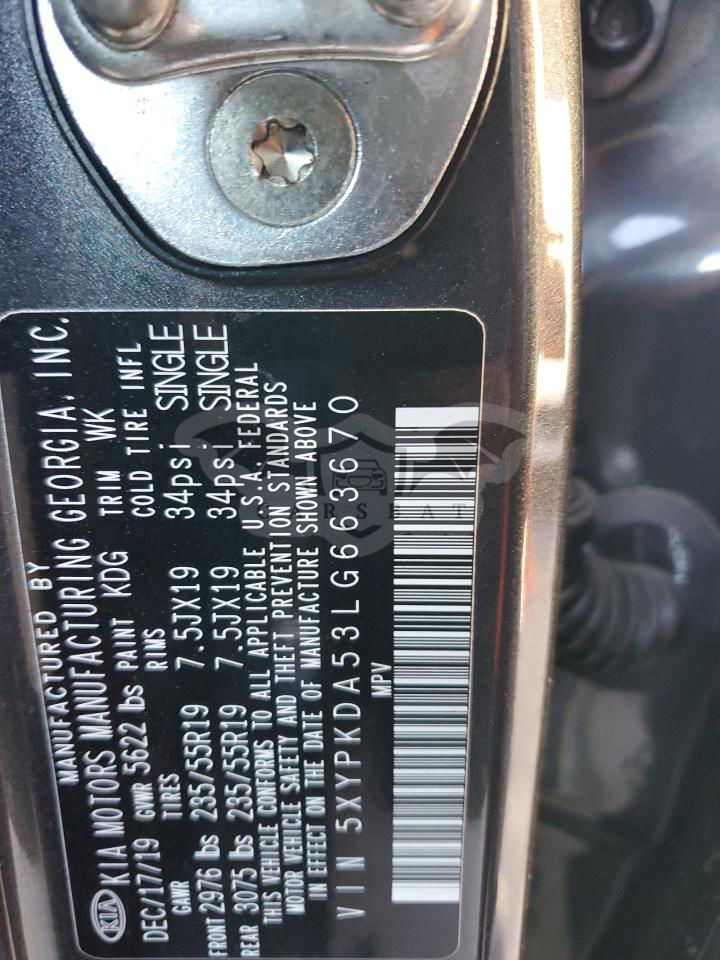 MANUFACTURED BY
KIA KIA MOTORS MANUFACTURING GEORGIA, INC.
DEC/17/19 GVWR 5622 lbs PAINT KDG TRIM WK
GAWR TIRES RIMS COLD TIRE INFL
FRONT 2976 lbs 235/55R19 7.5JX19 34psi: SINGLE
REAR 3075 lbs 235/55R19 7.5JX19 34psi: SINGLE
THIS VEHICLE CONFORMS TO ALL APPLICABLE U.S.A. FEDERAL
MOTOR VEHICLE SAFETY AND THEFT PREVENTION STANDARDS
IN EFFECT ON THE DATE OF MANUFACTURE SHOWN ABOVE
VIN 5XYPKDA53LG663670
MPV